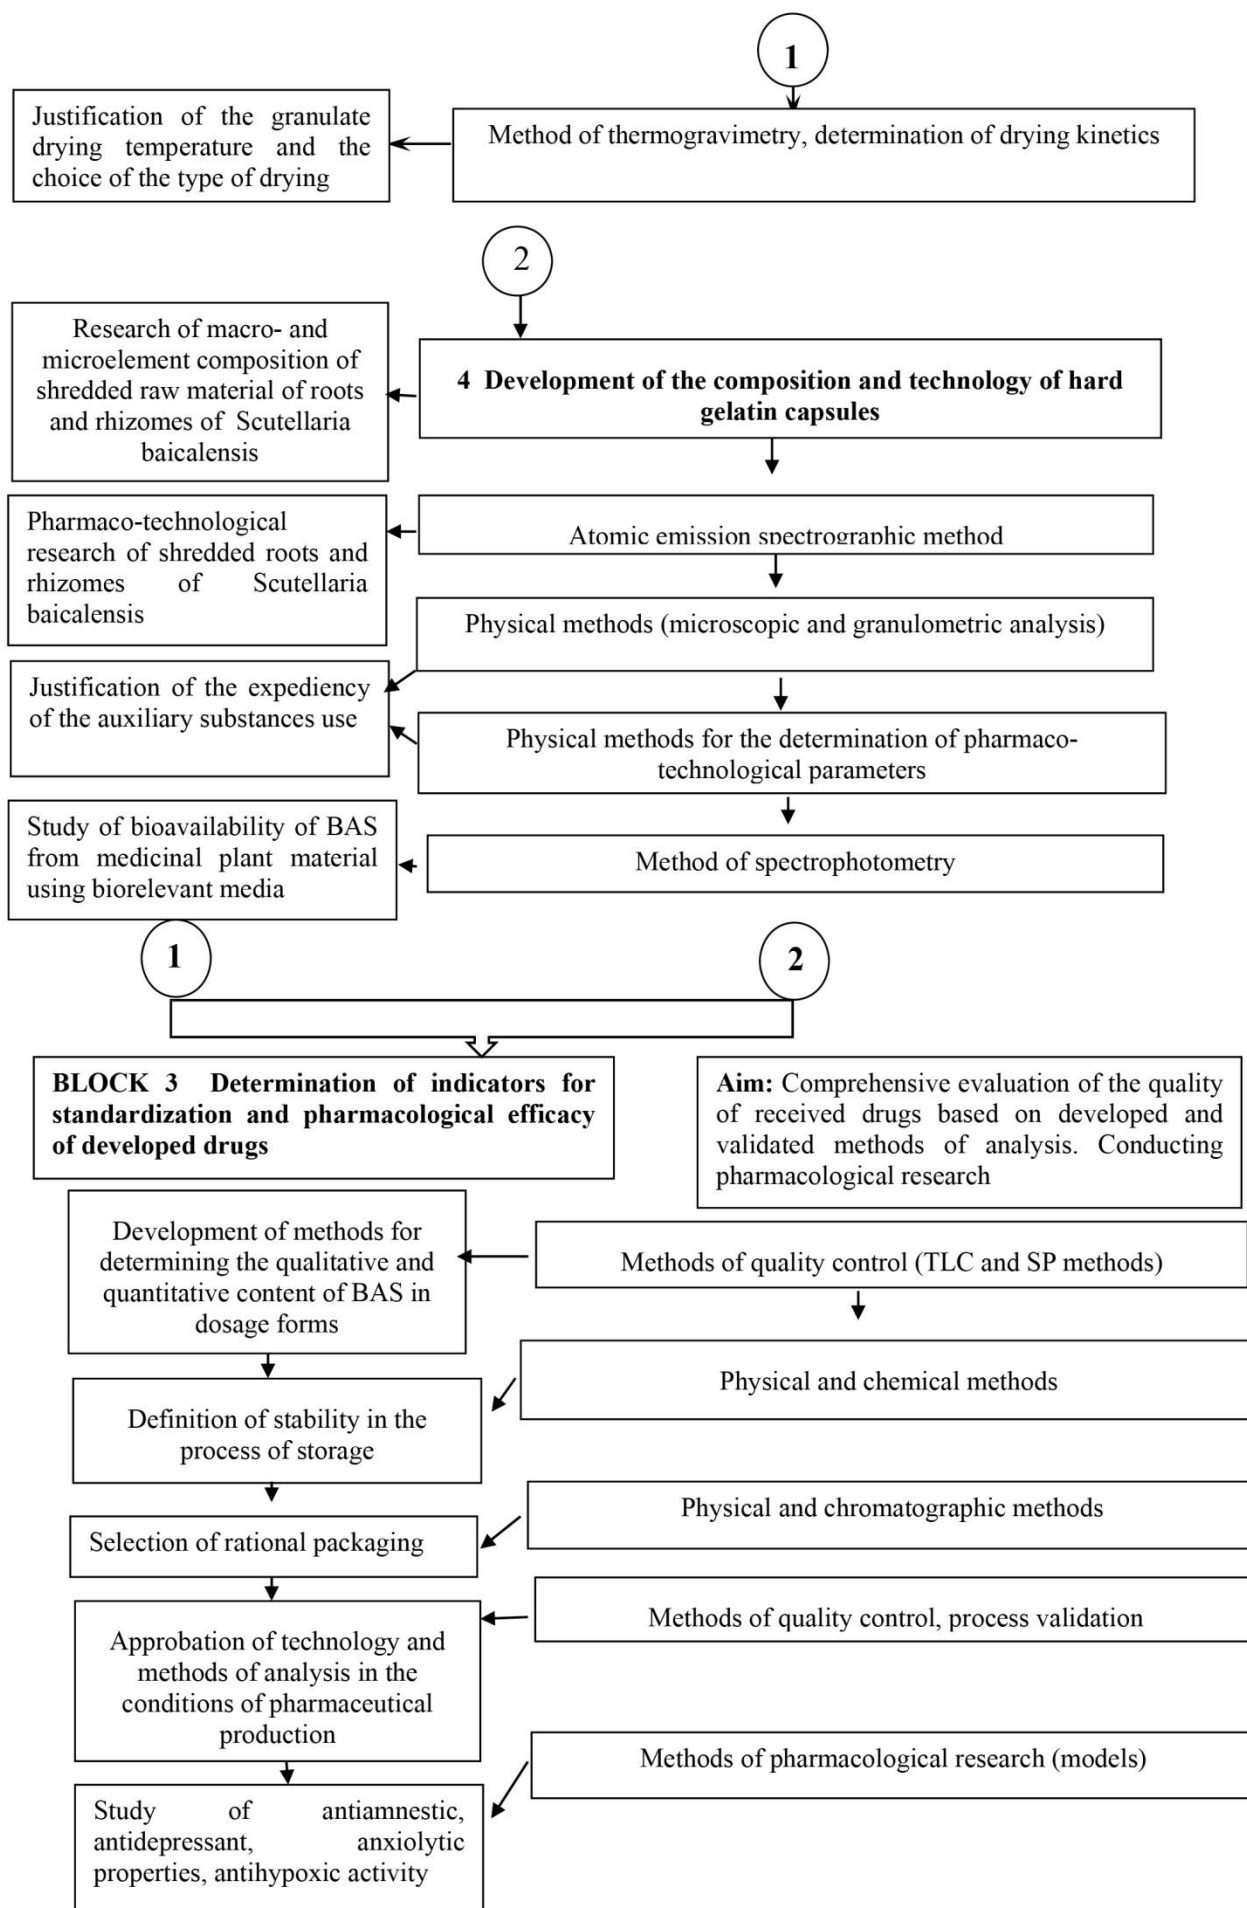 1
Justification of the granulate
drying temperature and the
choice of the type of drying
Method of thermogravimetry, determination of drying kinetics
2
Research of macro- and
microelement composition of
shredded raw material of roots
and rhizomes of Scutellaria
baicalensis
4 Development of the composition and technology of hard
gelatin capsules
Pharmaco-technological
research of shredded roots and
rhizomes of Scutellaria
baicalensis
Atomic emission spectrographic method
Physical methods (microscopic and granulometric analysis)
Justification of the expediency
of the auxiliary substances use
Physical methods for the determination of pharmaco-
technological parameters
Study of bioavailability of BAS
from medicinal plant material
using biorelevant media
Method of spectrophotometry
1
2
BLOCK 3 Determination of indicators for
standardization and pharmacological efficacy
of developed drugs
Aim: Comprehensive evaluation of the quality
of received drugs based on developed and
validated methods of analysis. Conducting
pharmacological research
Development of methods for
determining the qualitative and
quantitative content of BAS in
dosage forms
Methods of quality control (TLC and SP methods)
Physical and chemical methods
Definition of stability in the
process of storage
Physical and chromatographic methods
Selection of rational packaging
Methods of quality control, process validation
Approbation of technology and
methods of analysis in the
conditions of pharmaceutical
production
Methods of pharmacological research (models)
Study of antiamnestic,
antidepressant, anxiolytic
properties, antihypoxic activity